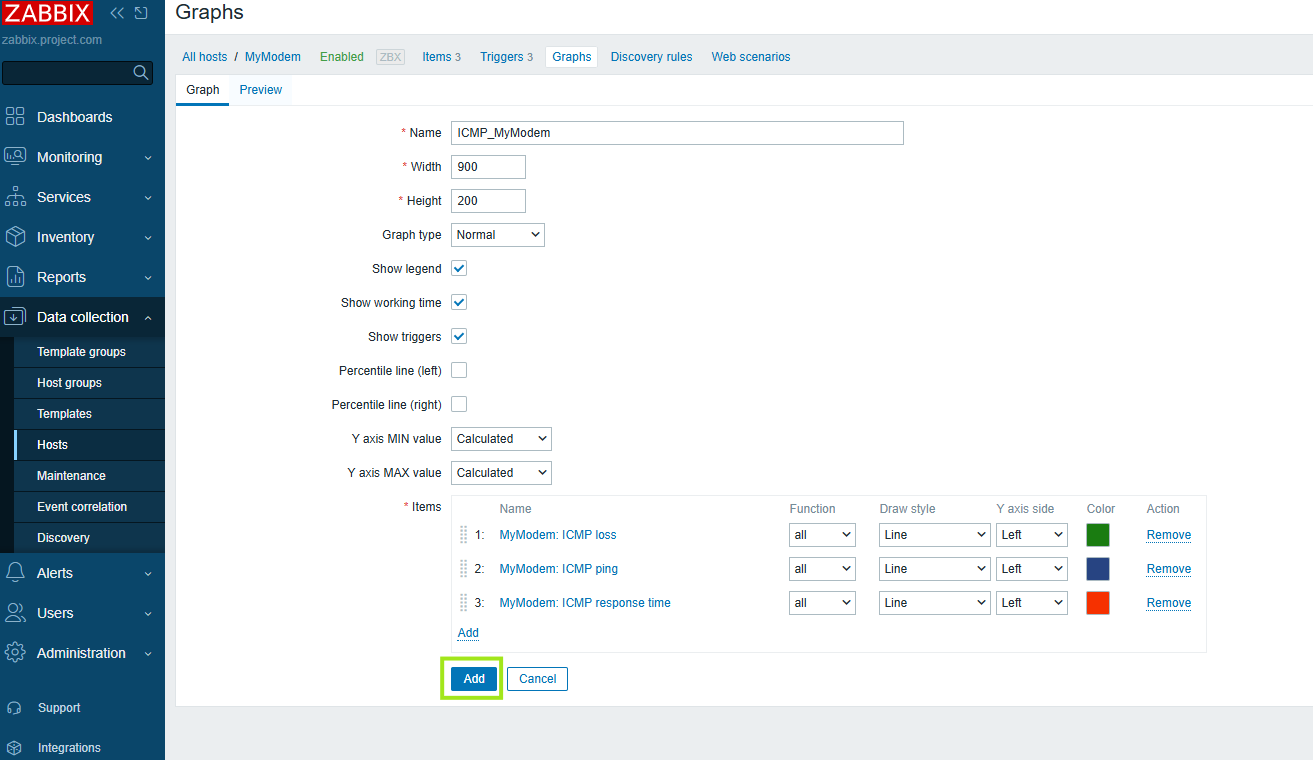 ZABBIX
zabbix.project.com
Dashboards
Monitoring
Services
Inventory
Reports
Data collection
Template groups
Host groups
Templates
Hosts
Maintenance
Event correlation
Discovery
Alerts
Users
Administration
Support
Integrations
Graphs
All hosts / MyModem Enabled ZBX Items 3 Triggers 3 Graphs Discovery rules Web scenarios
Graph Preview
* Name ICMP_MyModem
* Width 900
* Height 200
Graph type Normal
Show legend
Show working time
Show triggers
Percentile line (left)
Percentile line (right)
Y axis MIN value Calculated
Y axis MAX value Calculated
* Items Name Function Draw style Y axis side Color Action
1: MyModem: ICMP loss all Line Left Remove
2: MyModem: ICMP ping all Line Left Remove
3: MyModem: ICMP response time all Line Left Remove
Add
Add Cancel